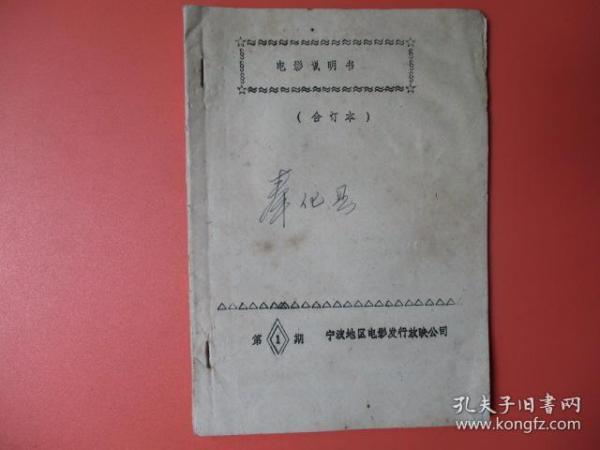 电影说明书
（合订本）
奉化县
第 1 期 宁波地区电影发行放映公司
孔夫子旧书网
www.kongfz.com